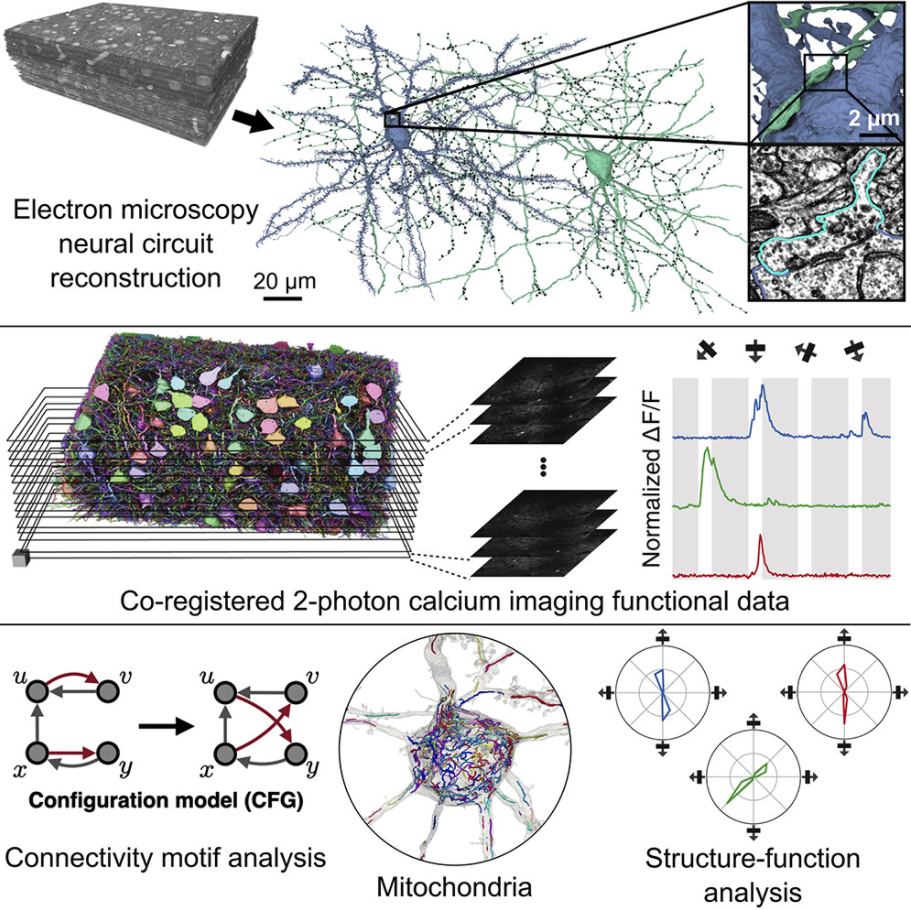 2 μm
Electron microscopy
neural circuit
reconstruction
20 μm
Normalized ΔF/F
Co-registered 2-photon calcium imaging functional data
u
v
u
v
x
y
x
y
Configuration model (CFG)
Connectivity motif analysis
Mitochondria
Structure-function
analysis